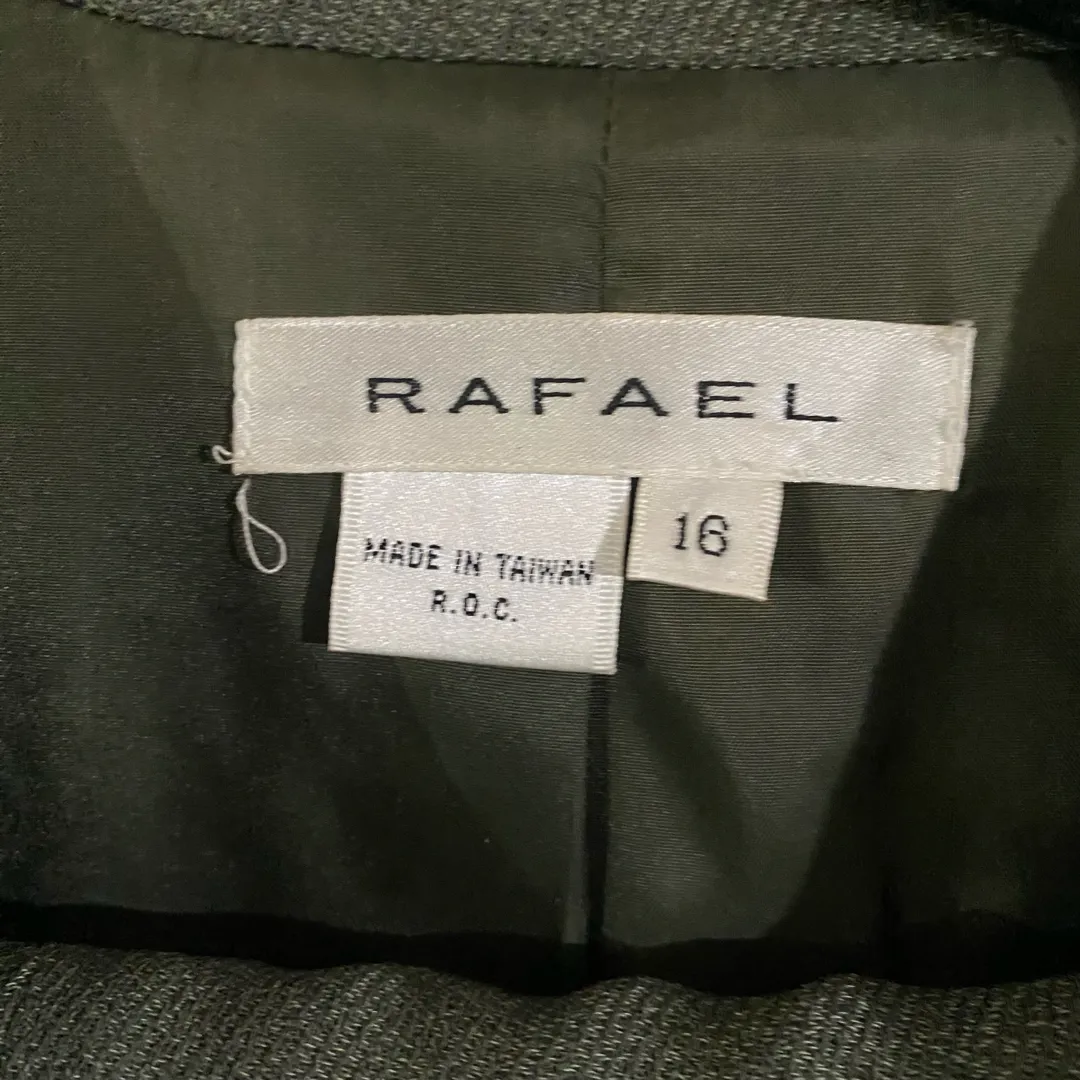 RAFAEL
16
MADE IN TAIWAN
R.O.C.